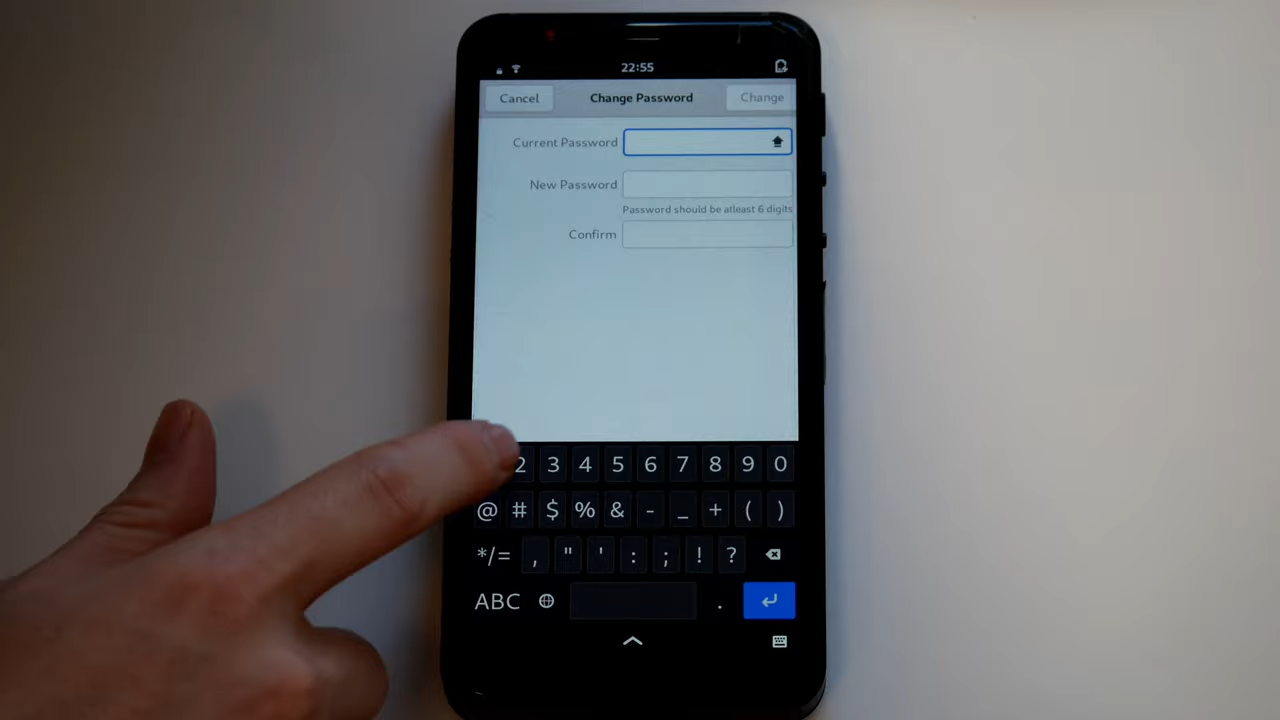 22:55
Cancel Change Password Change
Current Password
New Password
Password should be atleast 6 digits
Confirm
2 3 4 5 6 7 8 9 0
@ # $ % & - _ + ( )
*/= , " ' : ; ! ?
ABC .